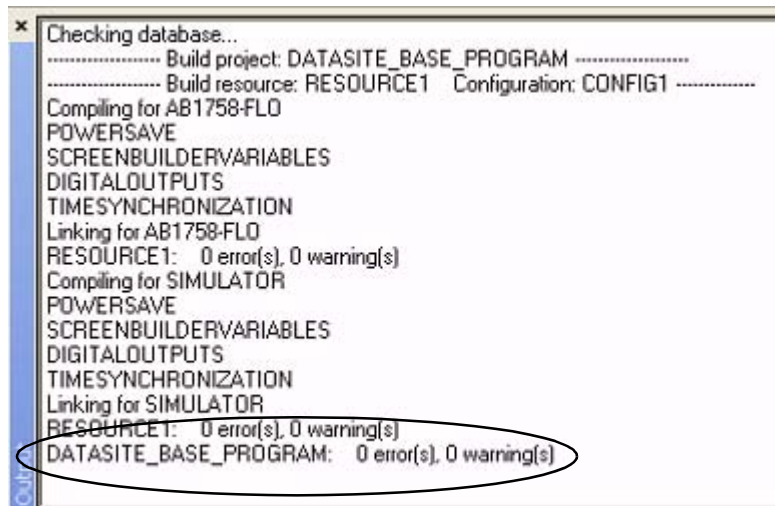 Checking database...
-------------------- Build project: DATASITE_BASE_PROGRAM --------------------
-------------------- Build resource: RESOURCE1 Configuration: CONFIG1 --------------
Compiling for AB1758-FLO
POWERSAVE
SCREENBUILDERVARIABLES
DIGITALOUTPUTS
TIMESYNCHRONIZATION
Linking for AB1758-FLO
RESOURCE1: 0 error(s), 0 warning(s)
Compiling for SIMULATOR
POWERSAVE
SCREENBUILDERVARIABLES
DIGITALOUTPUTS
TIMESYNCHRONIZATION
Linking for SIMULATOR
RESOURCE1: 0 error(s), 0 warning(s)
DATASITE_BASE_PROGRAM: 0 error(s), 0 warning(s)